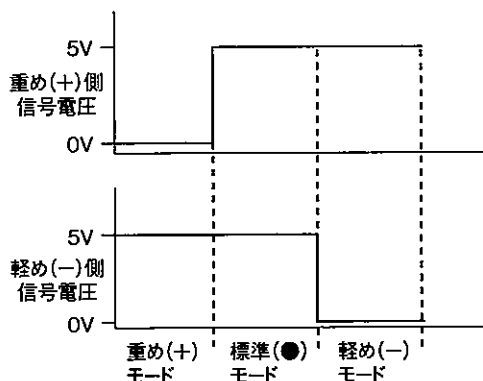 5V
重め(+)側
信号電圧
0V
5V
軽め(−)側
信号電圧
0V
重め(+)
モード
標準(●)
モード
軽め(−)
モード